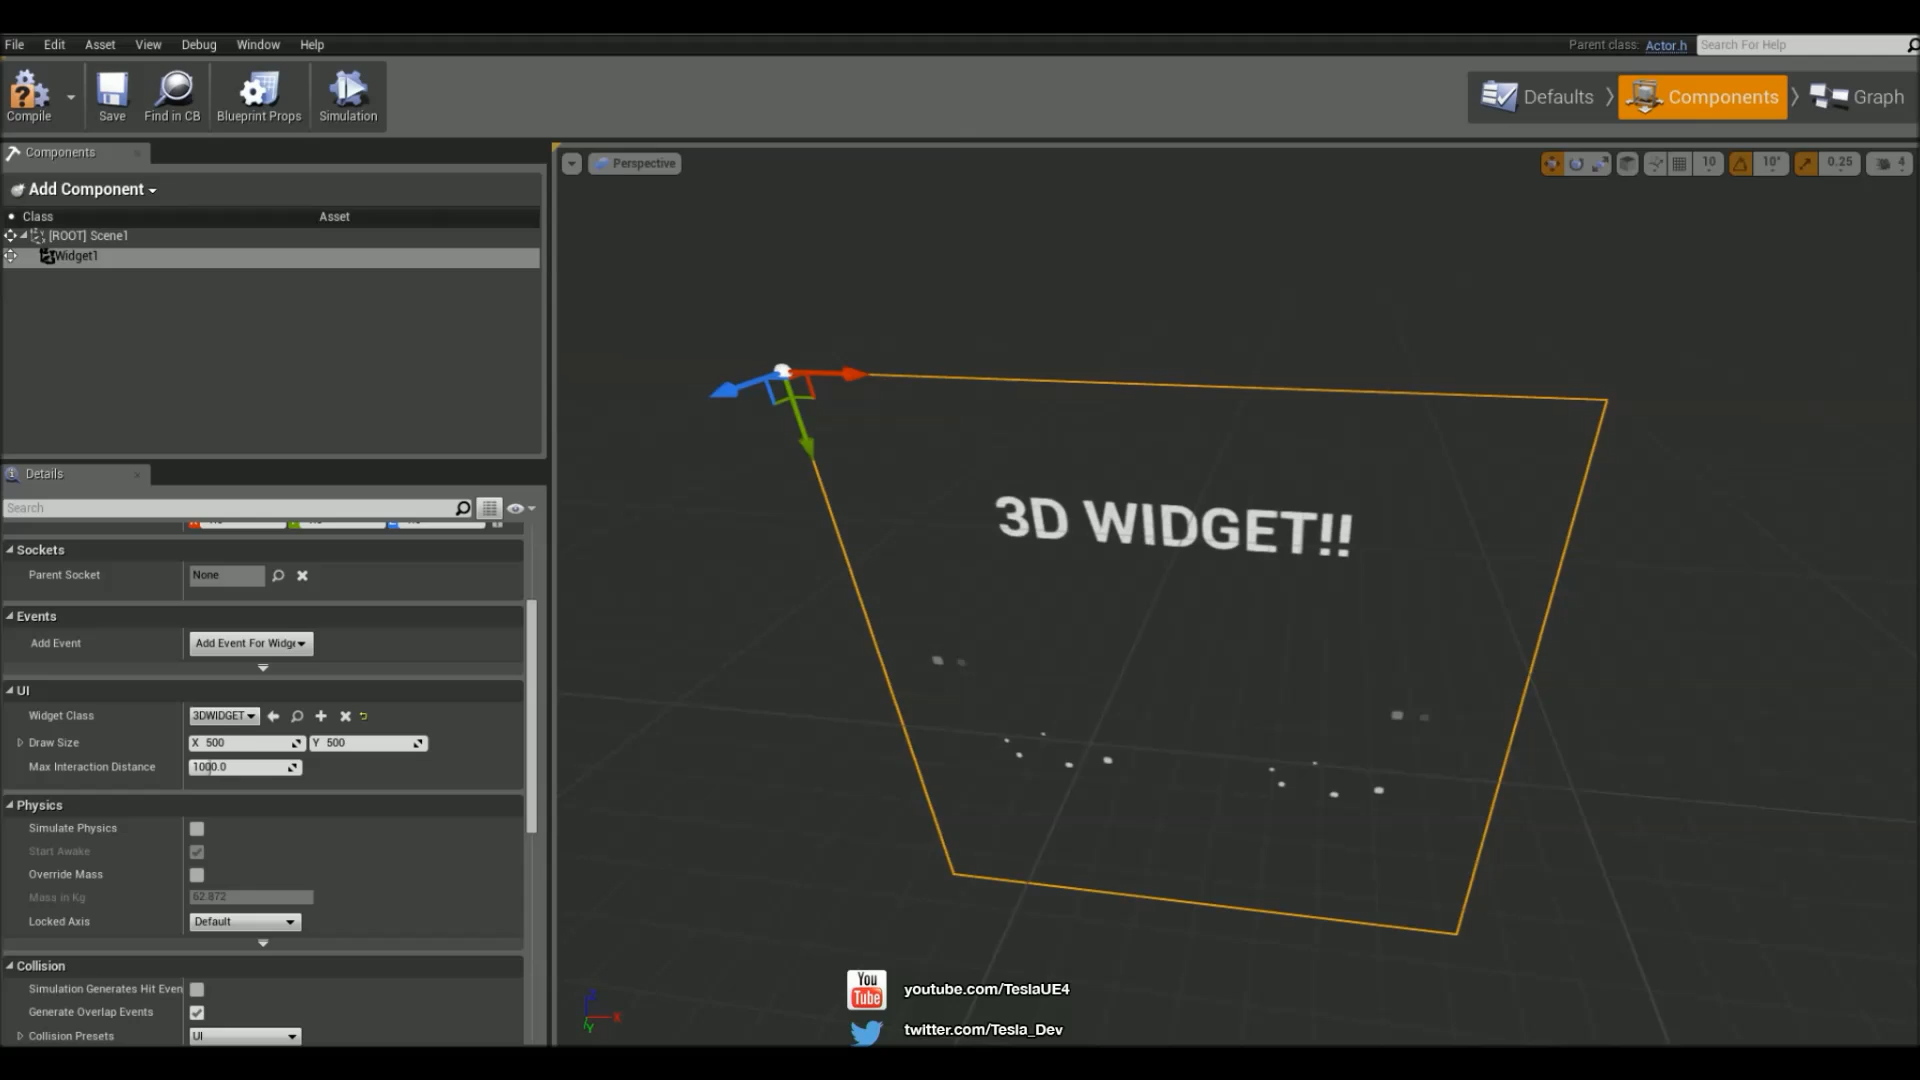 File Edit Asset View Debug Window Help
Parent class: Actor.h Search For Help
Compile Save Find in CB Blueprint Props Simulation
Defaults Components Graph
Components
Perspective
10 10° 0.25 4
Add Component
Class Asset
[ROOT] Scene1
Widget1
Details
Search
Sockets
Parent Socket None
Events
Add Event Add Event For Widge
UI
Widget Class 3DWIDGET
Draw Size X 500 Y 500
Max Interaction Distance 1000.0
Physics
Simulate Physics
Start Awake
Override Mass
Mass in Kg 62.872
Locked Axis Default
Collision
Simulation Generates Hit Even
Generate Overlap Events
Collision Presets UI
3D WIDGET!!
Z
X
Y
You Tube youtube.com/TeslaUE4
twitter.com/Tesla_Dev